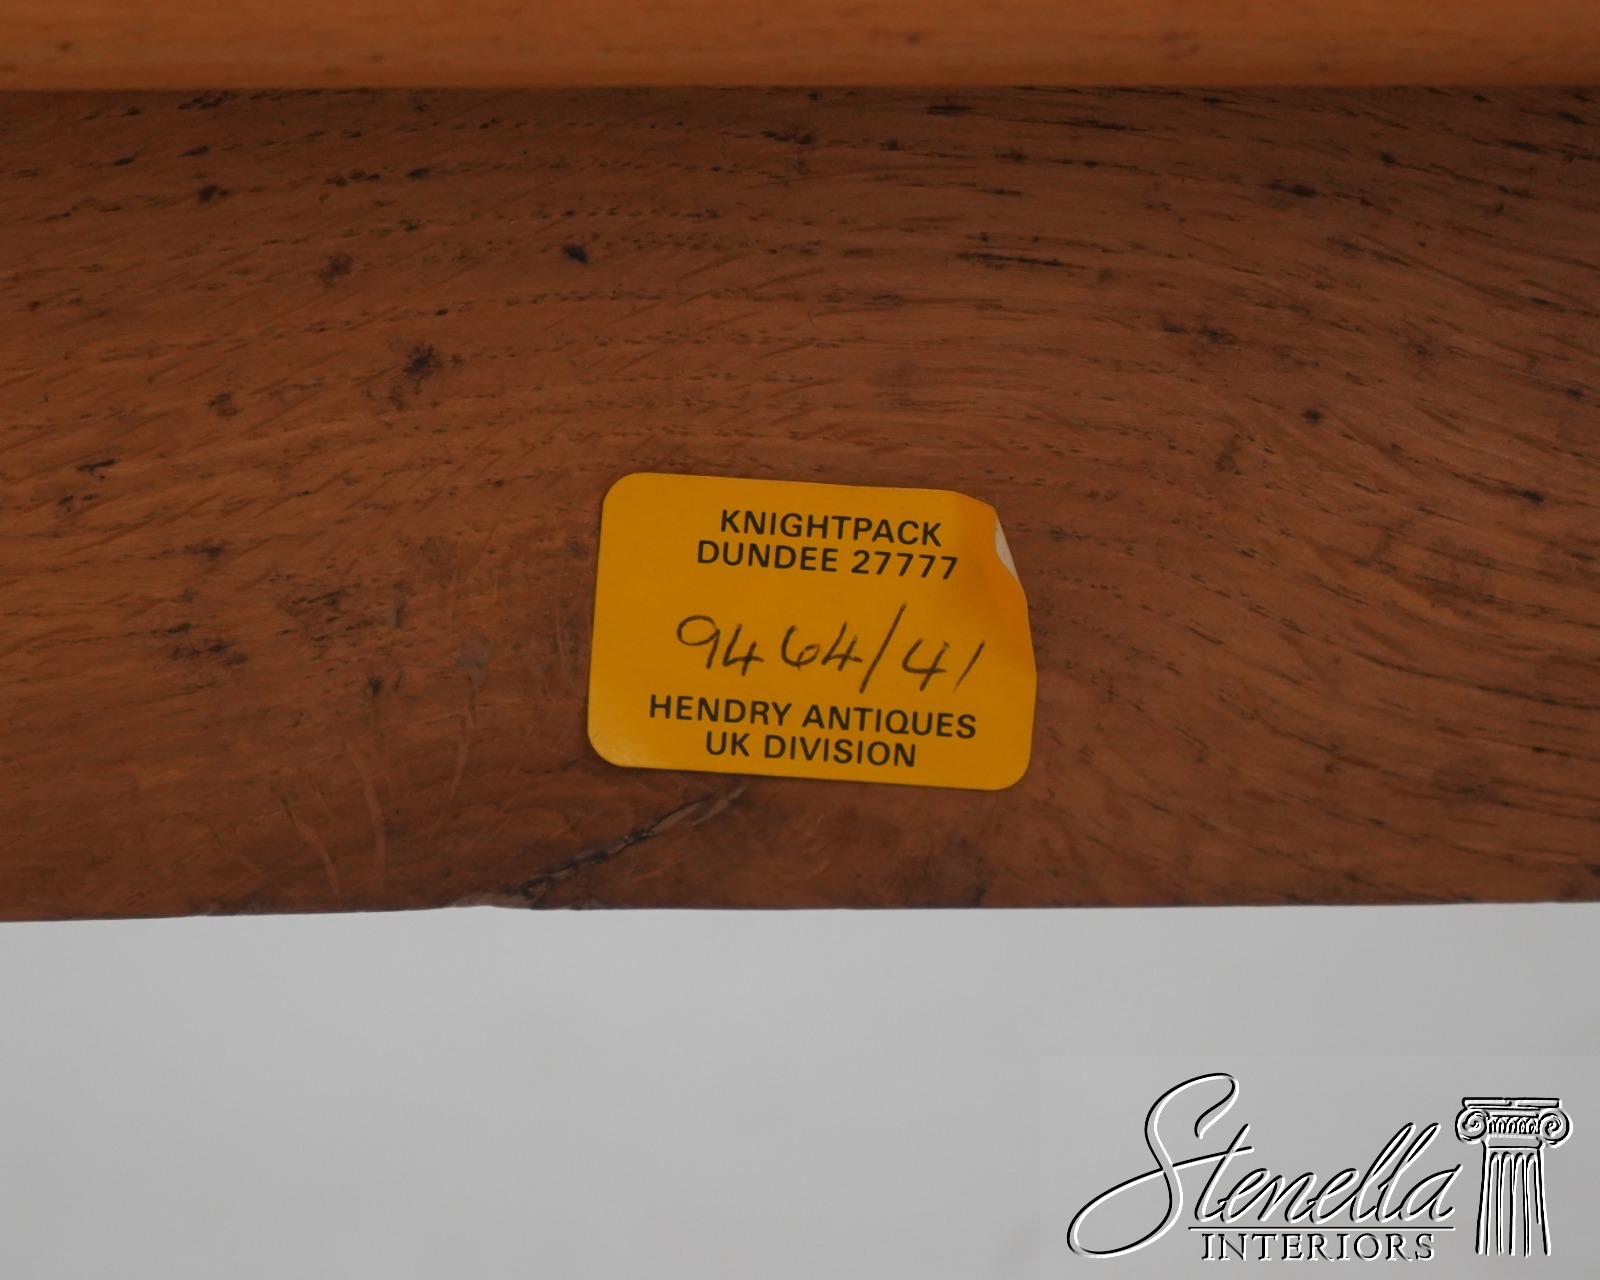 KNIGHTPACK
DUNDEE 27777
9464/41
HENDRY ANTIQUES
UK DIVISION
Stenella
INTERIORS